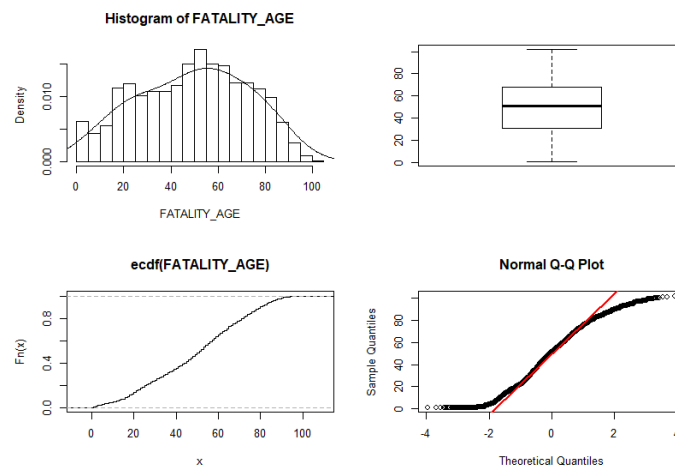 Histogram of FATALITY_AGE
Density
0.000
0.010
0 20 40 60 80 100
FATALITY_AGE
0 20 40 60 80
ecdf(FATALITY_AGE)
Fn(x)
0.0 0.4 0.8
0 20 40 60 80 100
x
Normal Q-Q Plot
Sample Quantiles
0 20 40 60 80
-4 -2 0 2 4
Theoretical Quantiles